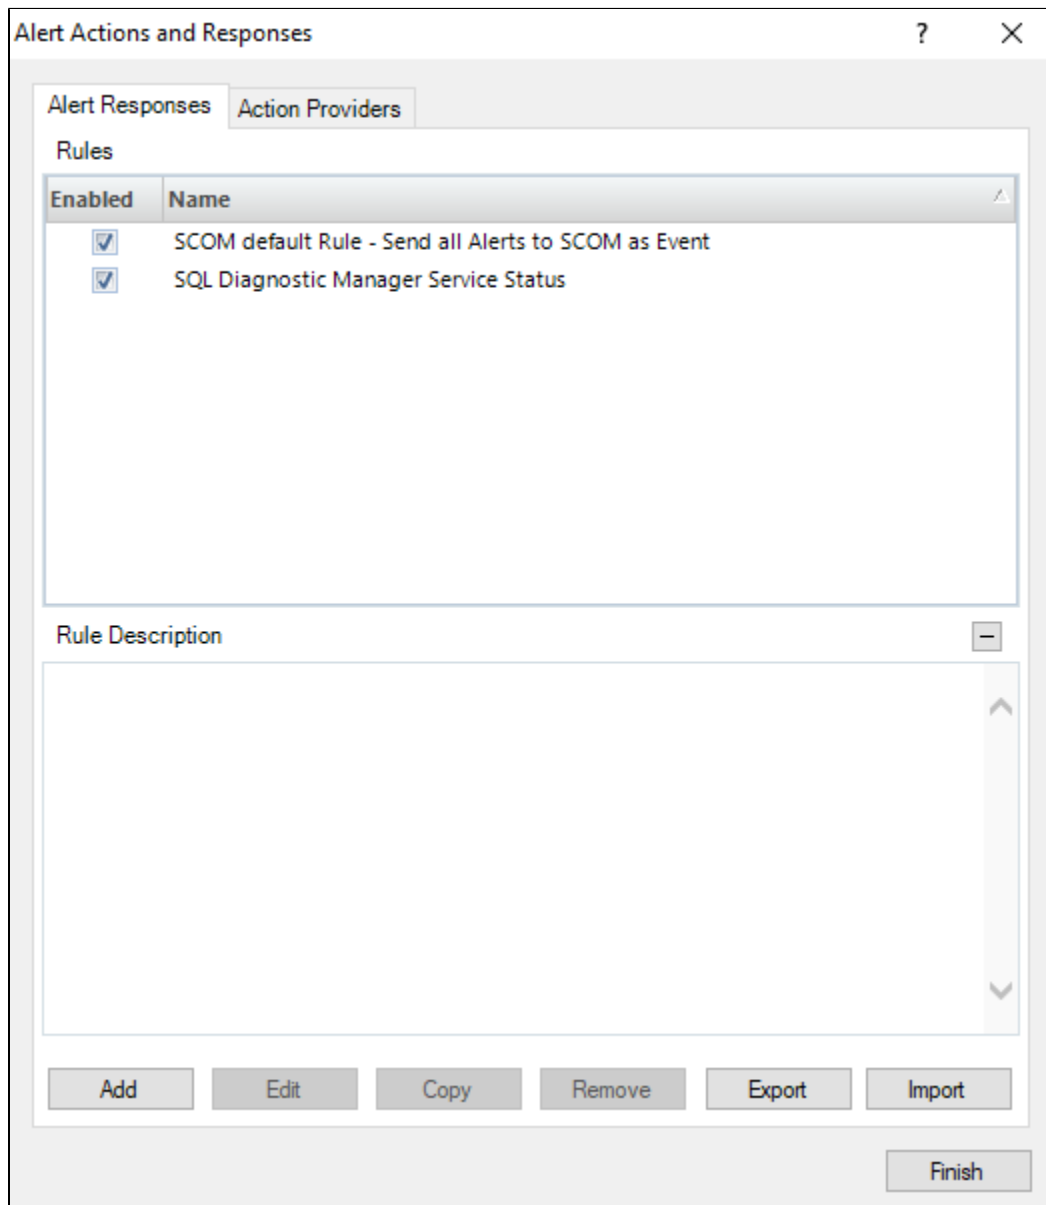 Alert Actions and Responses ?
Alert Responses Action Providers
Rules
Enabled Name
SCOM default Rule - Send all Alerts to SCOM as Event
SQL Diagnostic Manager Service Status
Rule Description
Add Edit Copy Remove Export Import
Finish